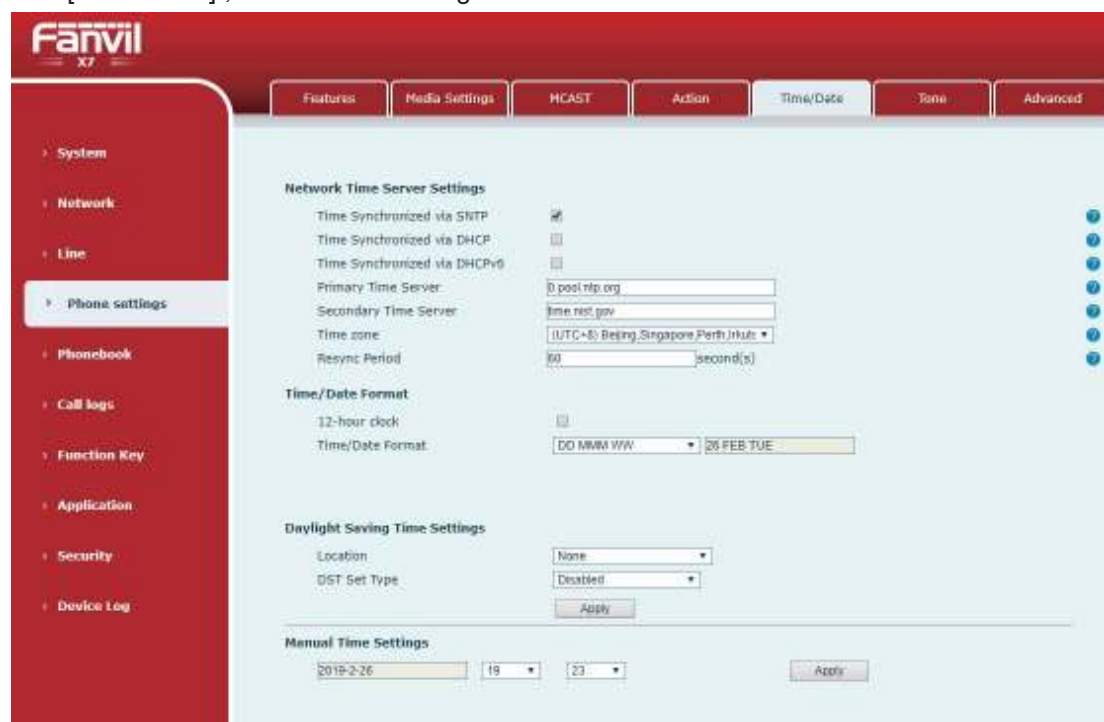 Fanvil
X7
Features Media Settings MCAST Action Time/Date Tone Advanced
System
Network
Line
Phone settings
Phonebook
Call logs
Function Key
Application
Security
Device Log
Network Time Server Settings
Time Synchronized via SNTP
Time Synchronized via DHCP
Time Synchronized via DHCPv6
Primary Time Server 0.pool.ntp.org
Secondary Time Server time.nist.gov
Time zone (UTC+8) Beijing,Singapore,Perth,Irkuts
Resync Period 60 second(s)
Time/Date Format
12-hour clock
Time/Date Format DD MMM WW 26 FEB TUE
Daylight Saving Time Settings
Location None
DST Set Type Disabled
Apply
Manual Time Settings
2019-2-26 19 23 Apply